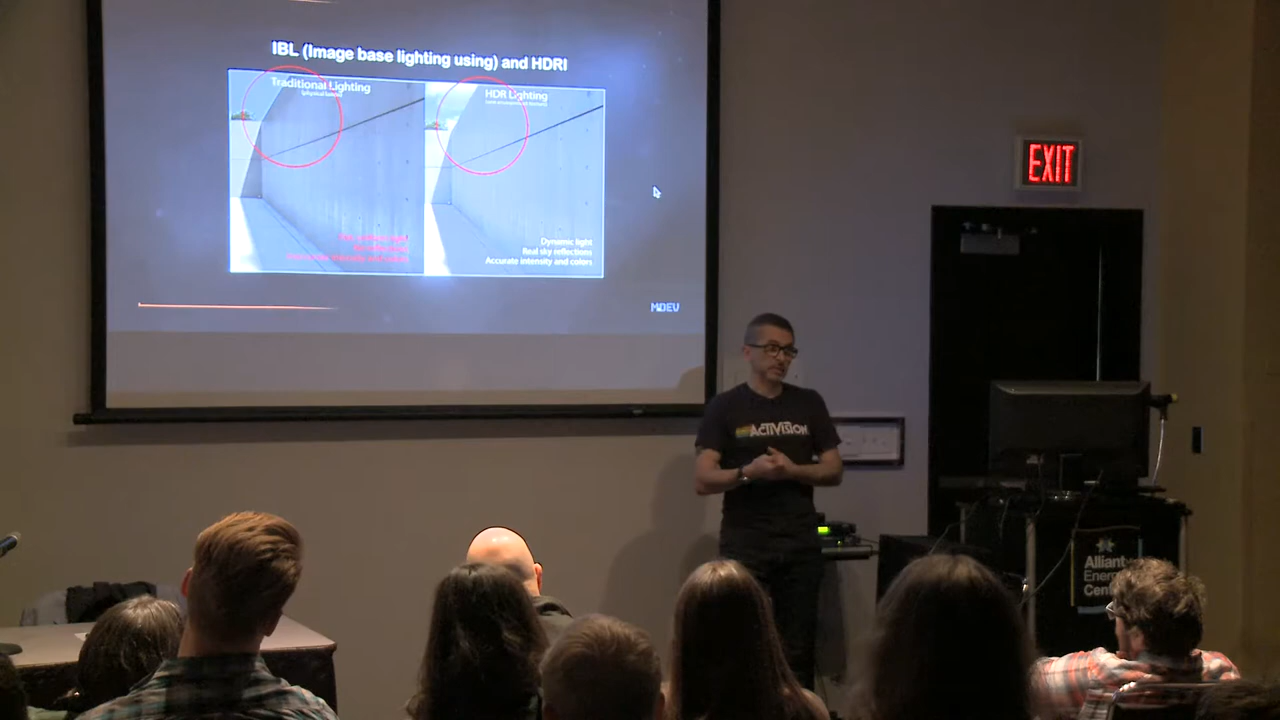 IBL (Image base lighting using) and HDRI
Traditional Lighting
HDR Lighting
Dynamic light
Real sky reflections
Accurate intensity and colors
MDEV
EXIT
ACTIVISION
Alliant
Energy